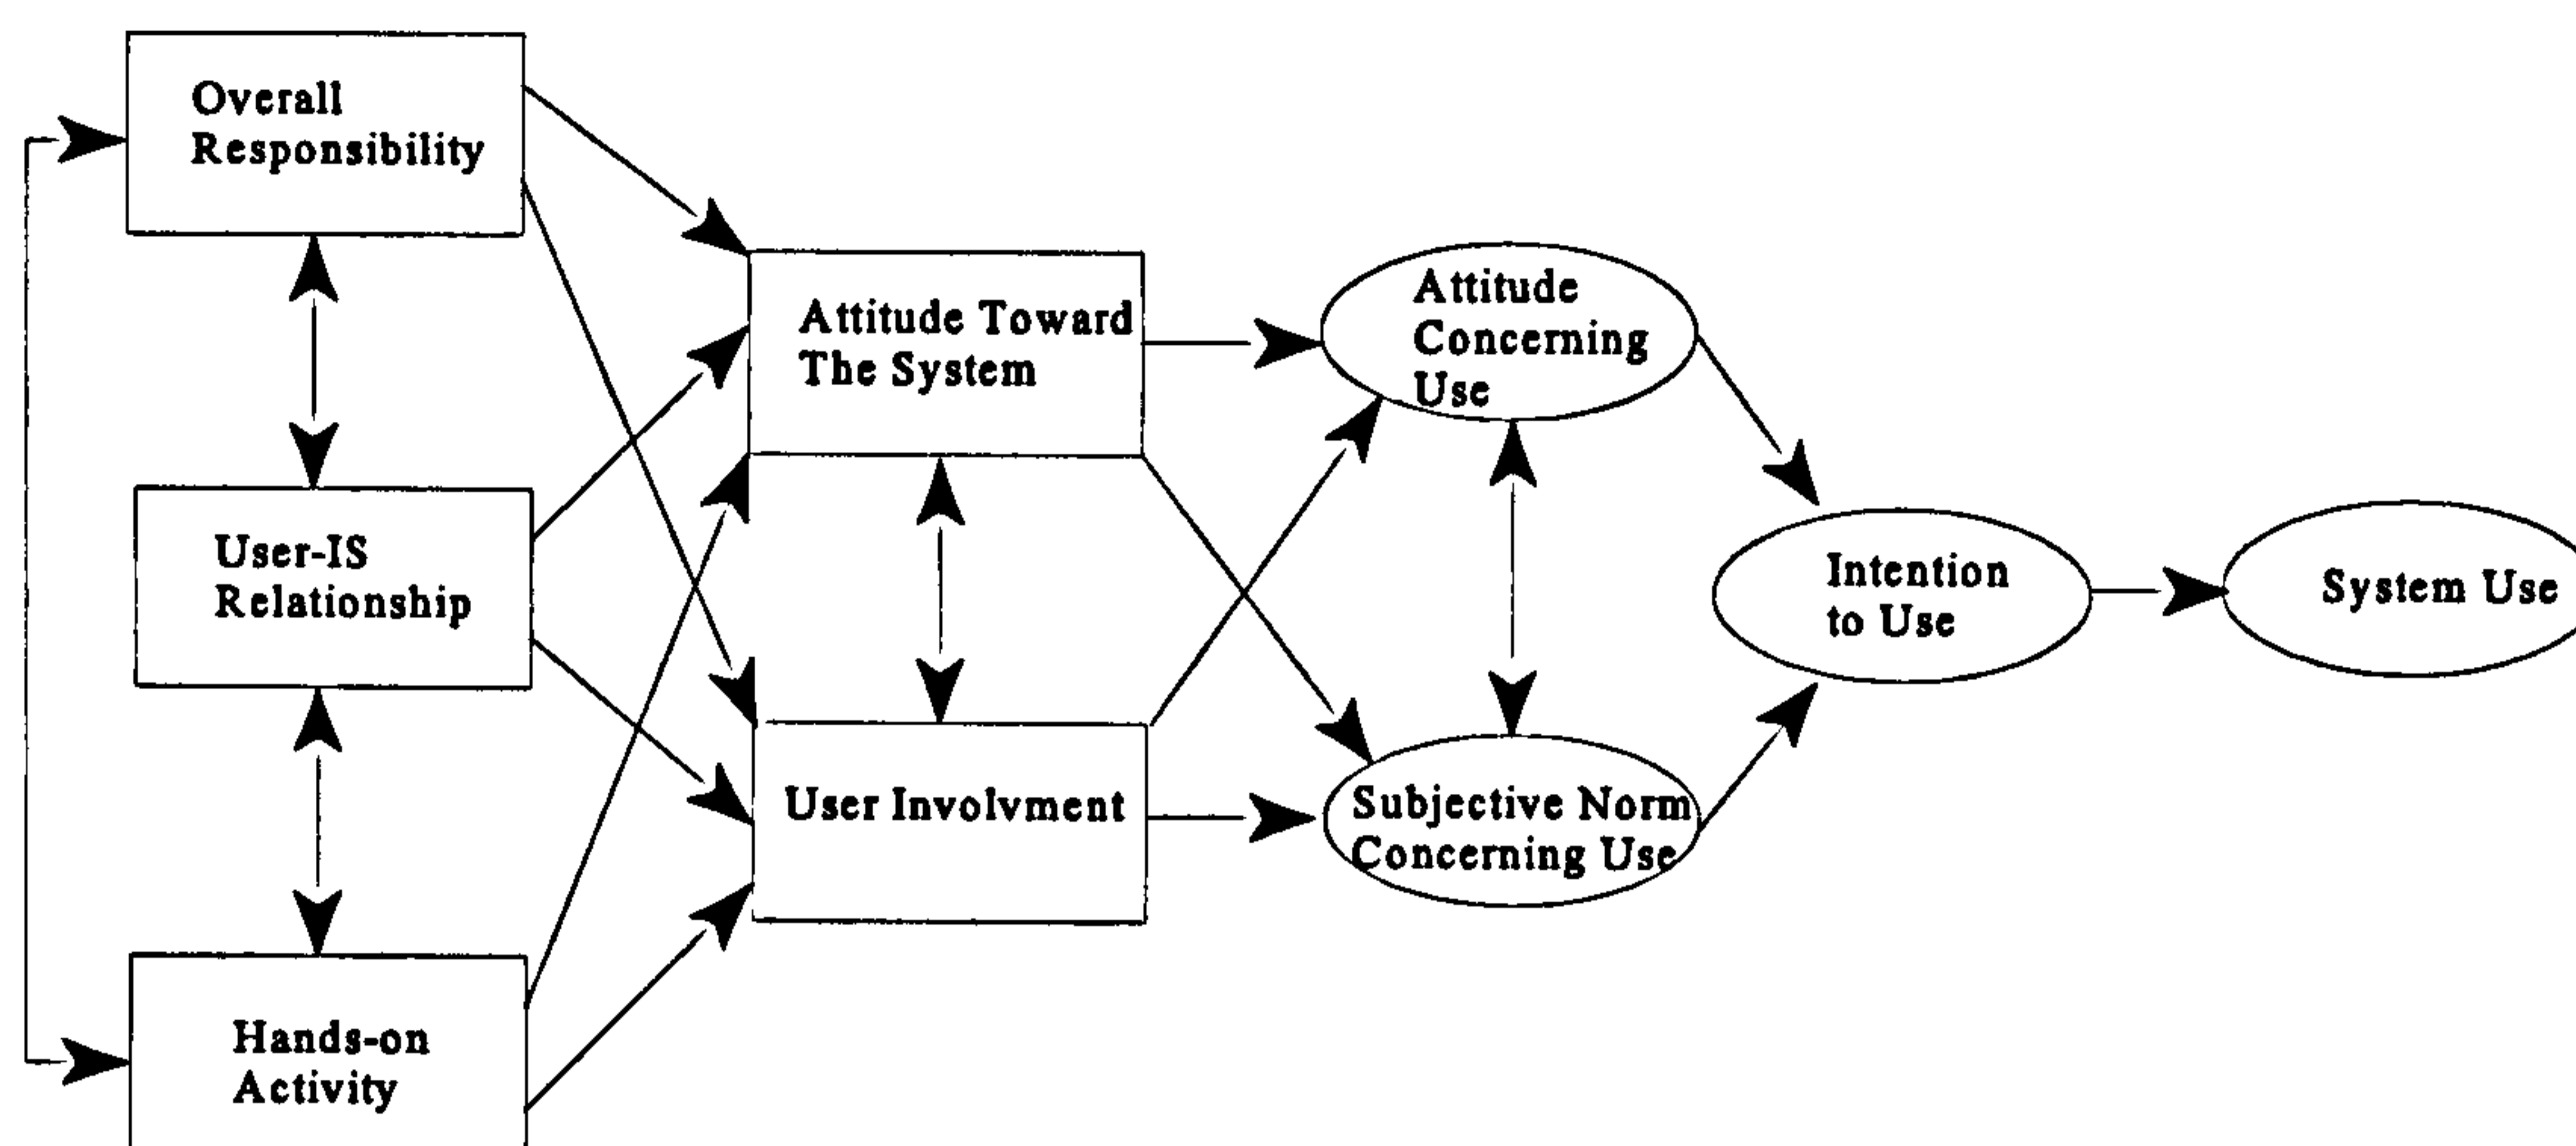 Overall
Responsibility
User-IS
Relationship
Hands-on
Activity
Attitude Toward
The System
User Involvment
Attitude
Concerning
Use
Subjective Norm
Concerning Use
Intention
to Use
System Use